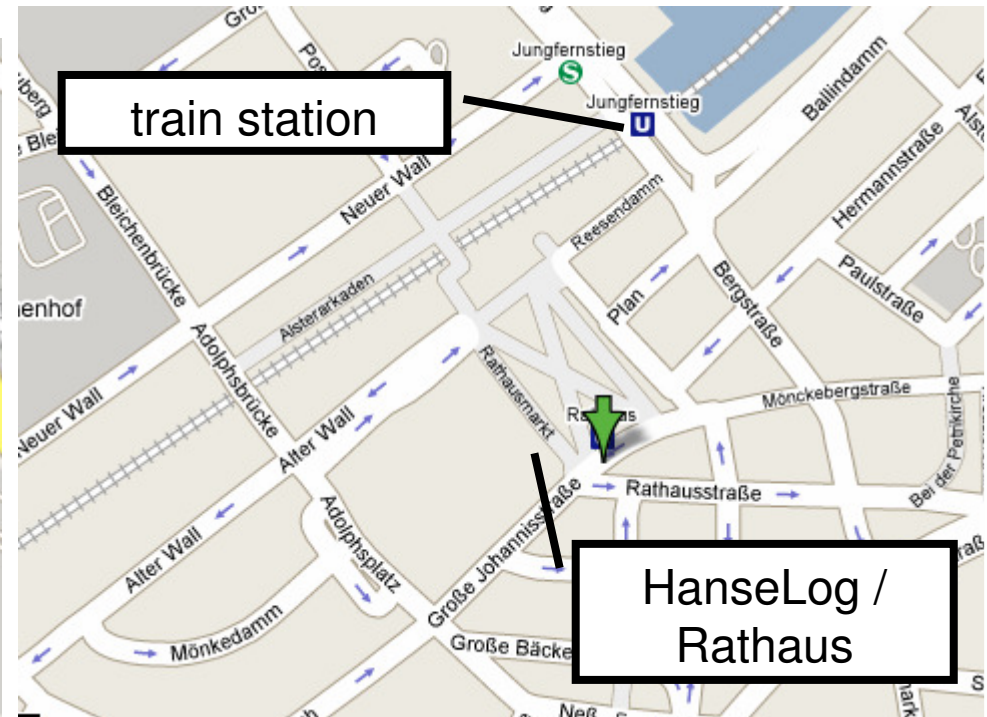 Jungfernstieg
S
Jungfernstieg
U
train station
Neuer Wall
Ballindamm
Hermannstraße
Bleichenbrücke
Reesendamm
Paulstraße
Plan
Bergstraße
Alsterarkaden
Adolphsbrücke
Rathausmarkt
Mönckebergstraße
Neuer Wall
Alter Wall
Bei der Petrikirche
Rathausstraße
Adolphsplatz
Große Johannisstraße
Alter Wall
HanseLog /
Rathaus
Mönkedamm
Große Bäcke
Neß